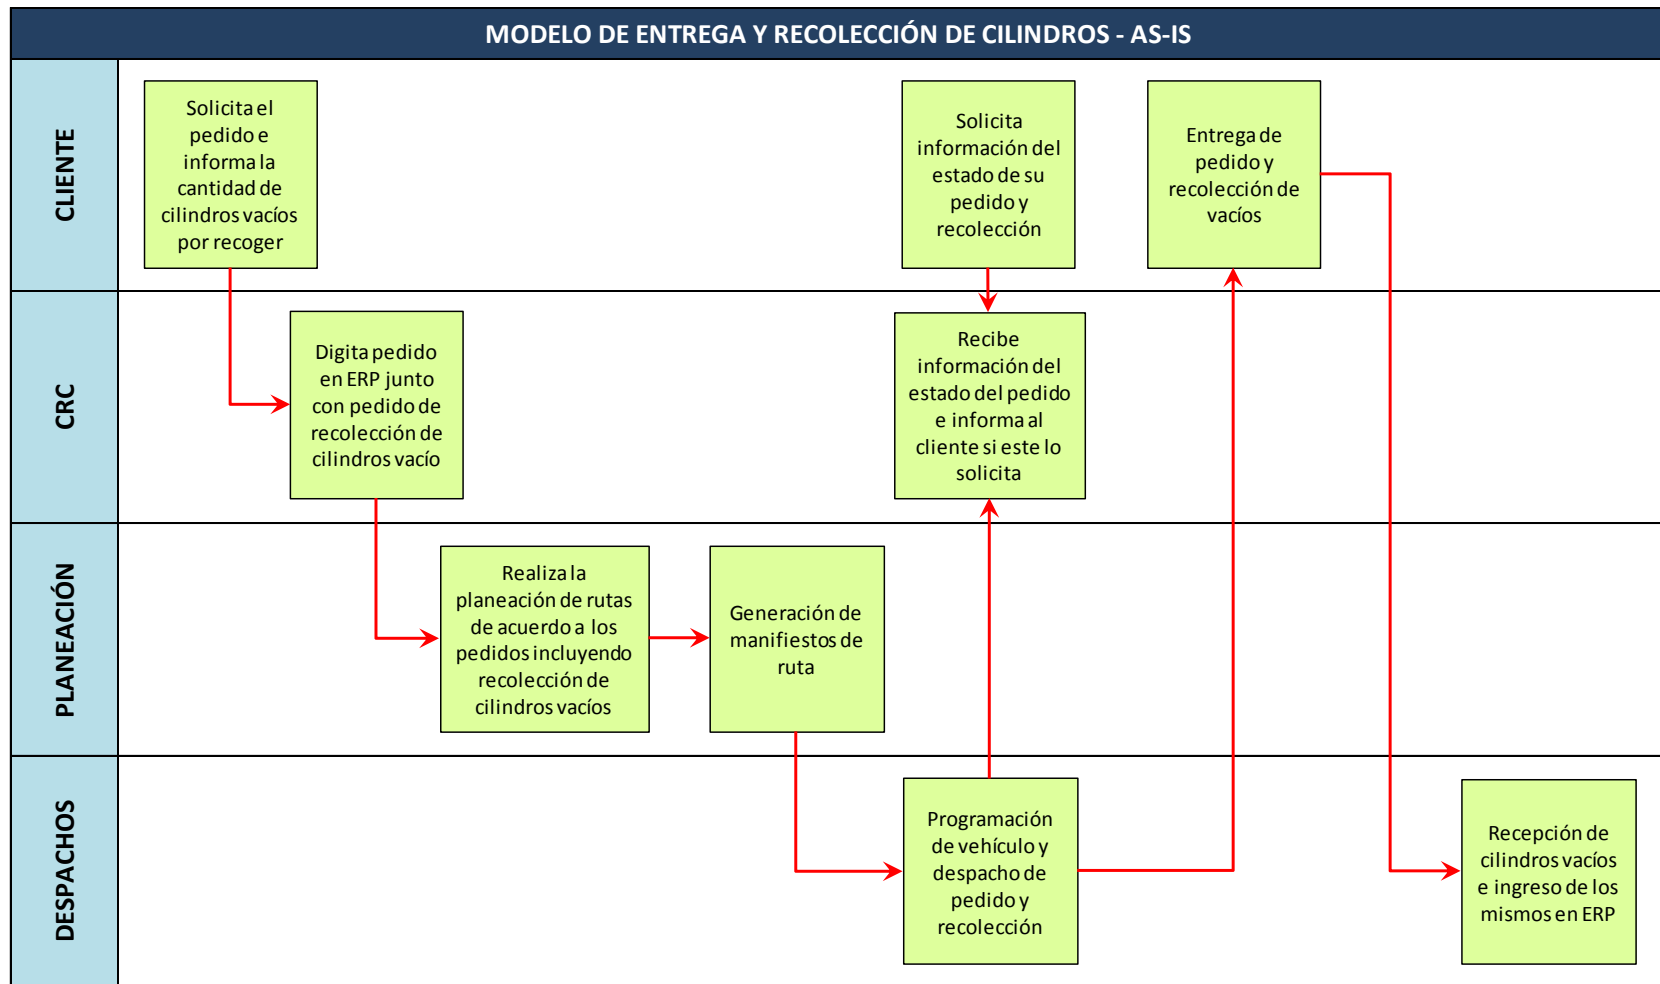 MODELO DE ENTREGA Y RECOLECCIÓN DE CILINDROS - AS-IS
CLIENTE
Solicita el
pedido e
informa la
cantidad de
cilindros vacíos
por recoger
Solicita
información del
estado de su
pedido y
recolección
Entrega de
pedido y
recolección de
vacíos
CRC
Digita pedido
en ERP junto
con pedido de
recolección de
cilindros vacío
Recibe
información del
estado del pedido
e informa al
cliente si este lo
solicita
PLANEACIÓN
Realiza la
planeación de rutas
de acuerdo a los
pedidos incluyendo
recolección de
cilindros vacíos
Generación de
manifiestos de
ruta
DESPACHOS
Programación
de vehículo y
despacho de
pedido y
recolección
Recepción de
cilindros vacíos
e ingreso de los
mismos en ERP